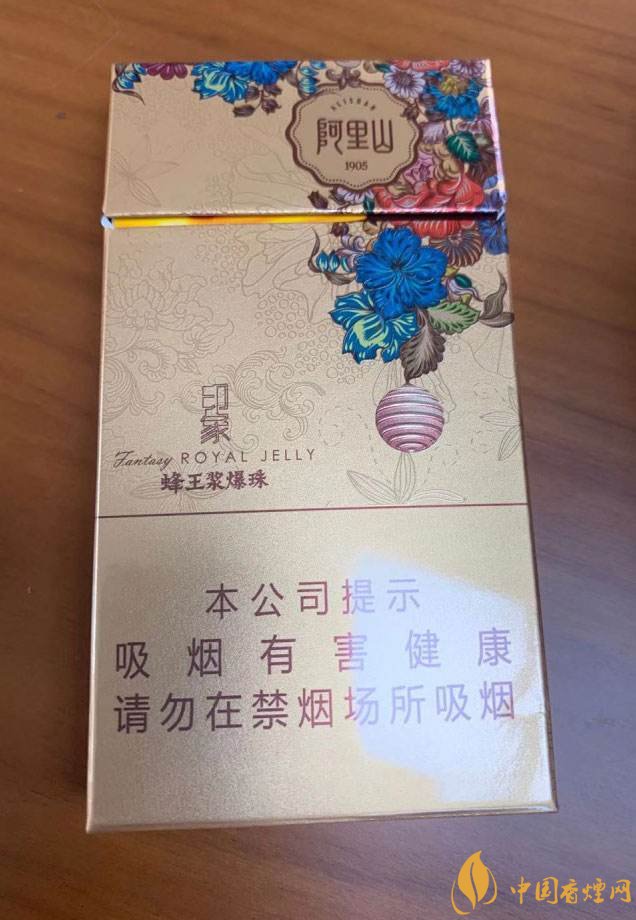 ALISHAN
阿里山
1905
印象
Fantasy ROYAL JELLY
蜂王浆爆珠
本公司提示
吸烟有害健康
请勿在禁烟场所吸烟
中国香烟网